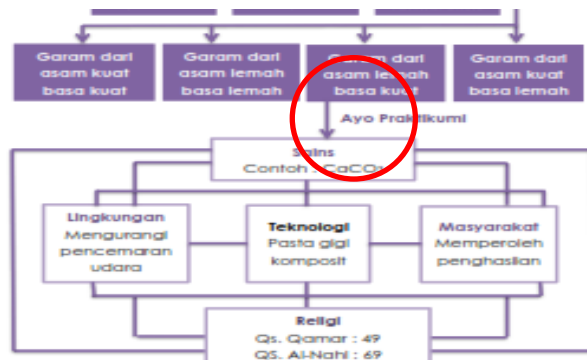 Garam dari
asam kuat
basa kuat
Garam dari
asam lemah
basa lemah
Garam dari
asam lemah
basa kuat
Garam dari
asam kuat
basa lemah
Ayo Praktikum!
Sains
Contoh : CaCO₃
Lingkungan
Mengurangi
pencemaran
udara
Teknologi
Pasta gigi
komposit
Masyarakat
Memperoleh
penghasilan
Religi
Qs. Qamar : 49
QS. Al-Nahl : 69